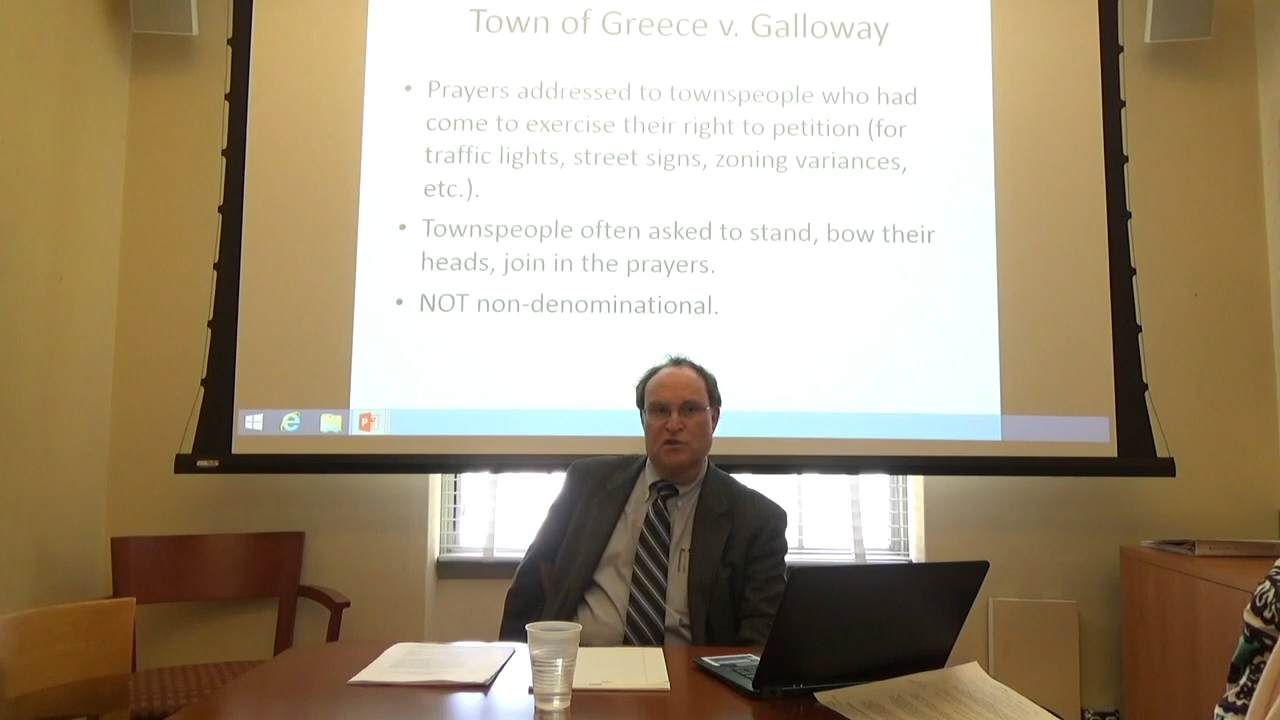 Town of Greece v. Galloway
• Prayers addressed to townspeople who had
come to exercise their right to petition (for
traffic lights, street signs, zoning variances,
etc.).
• Townspeople often asked to stand, bow their
heads, join in the prayers.
• NOT non-denominational.